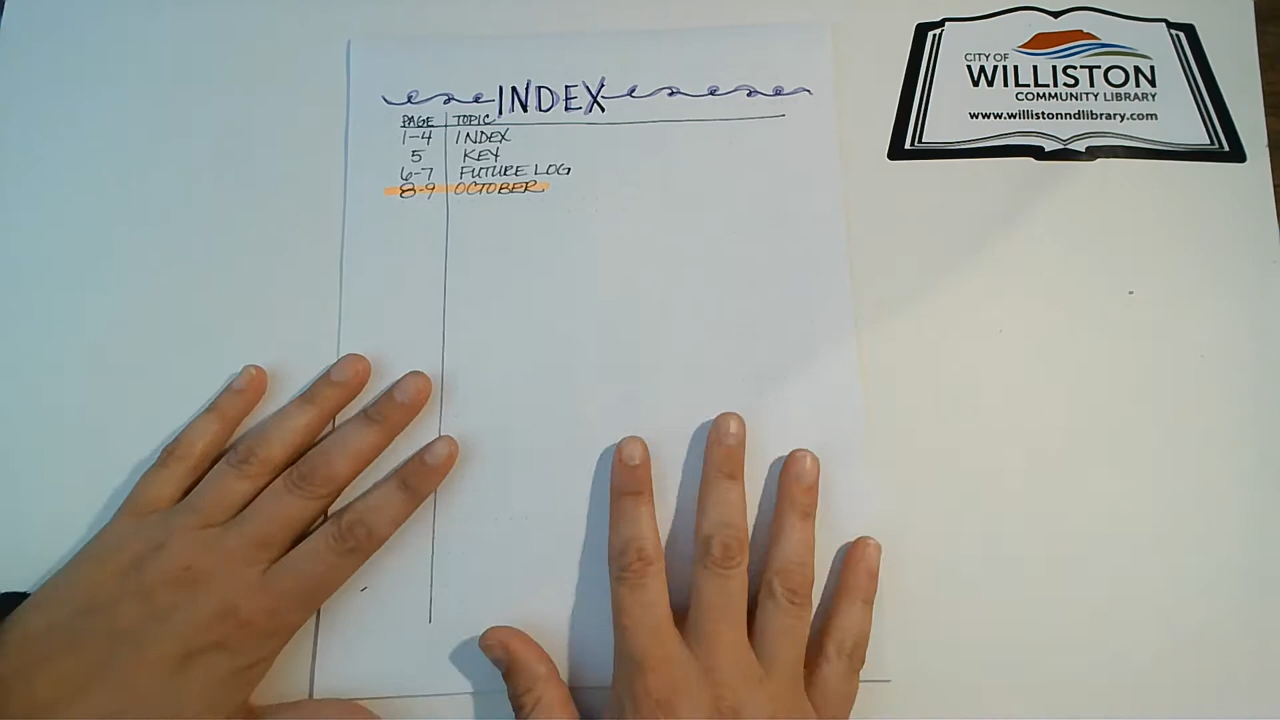 INDEX
PAGE TOPIC
1-4 INDEX
5 KEY
6-7 FUTURE LOG
8-9 OCTOBER
CITY OF
WILLISTON
COMMUNITY LIBRARY
www.willistonndlibrary.com